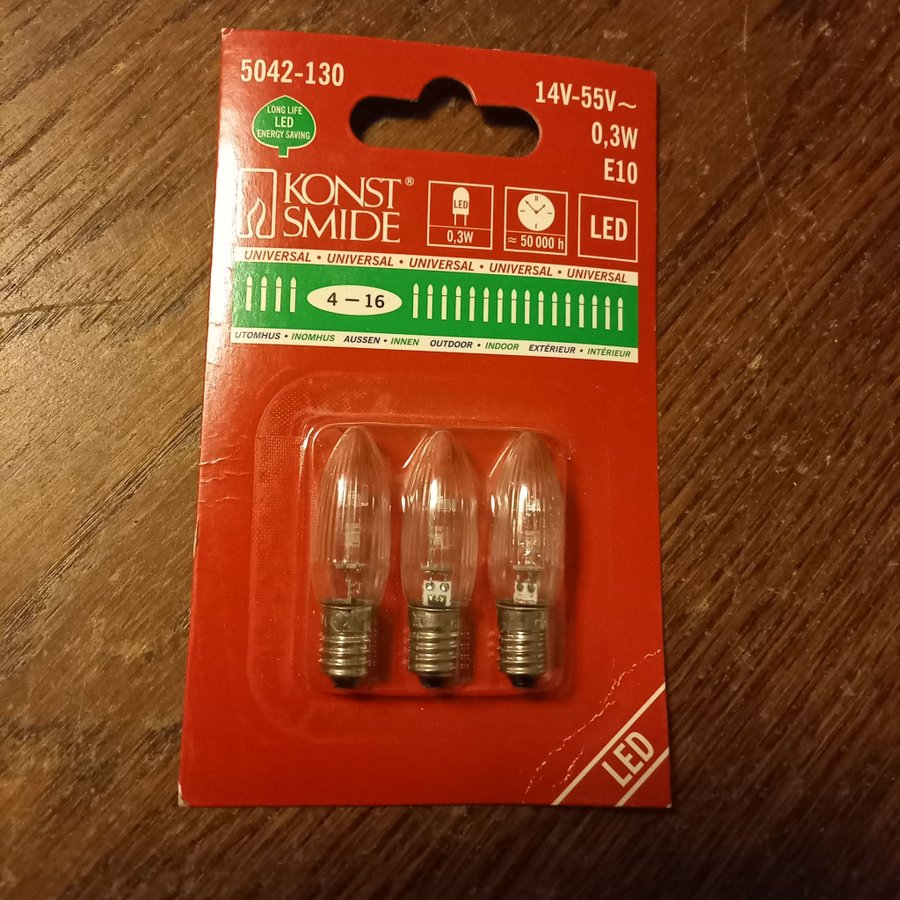 5042-130
14V-55V~
0,3W
E10
LONG LIFE
LED
ENERGY SAVING
KONST®
SMIDE
LED
0,3W
≈ 50 000 h
LED
UNIVERSAL • UNIVERSAL • UNIVERSAL • UNIVERSAL • UNIVERSAL
4 – 16
UTOMHUS • INOMHUS AUSSEN • INNEN OUTDOOR • INDOOR EXTÉRIEUR • INTÉRIEUR
LED